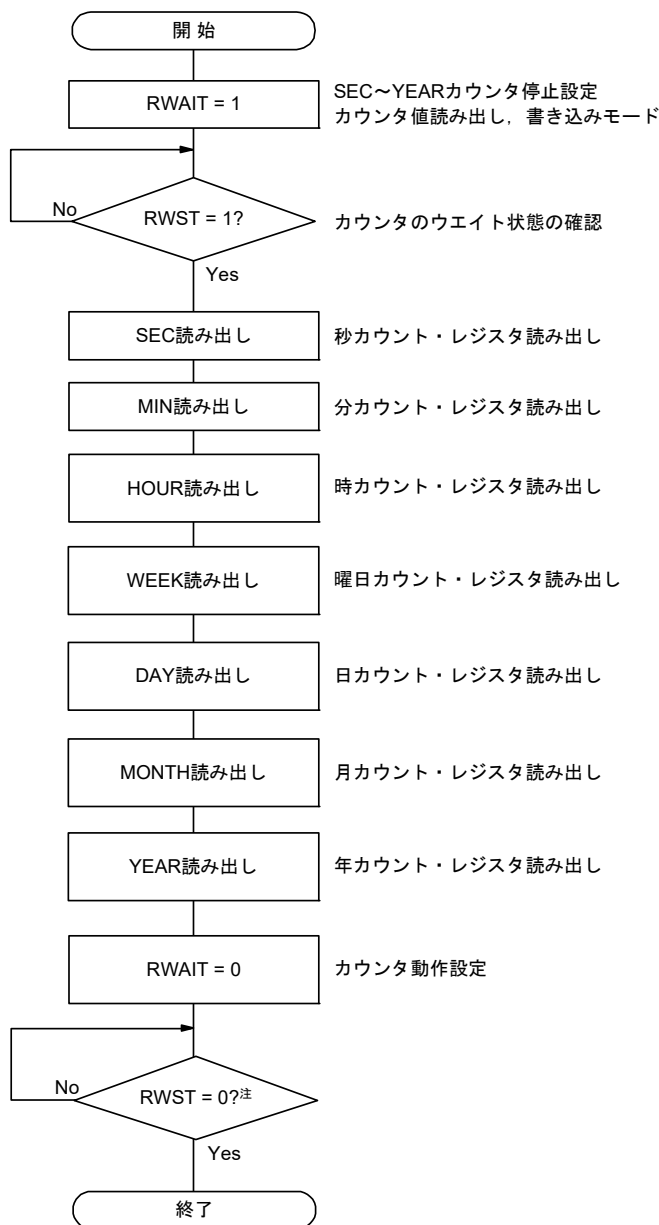 開 始
RWAIT = 1
SEC～YEARカウンタ停止設定
カウンタ値読み出し，書き込みモード
No
RWST = 1?
カウンタのウエイト状態の確認
Yes
SEC読み出し
秒カウント・レジスタ読み出し
MIN読み出し
分カウント・レジスタ読み出し
HOUR読み出し
時カウント・レジスタ読み出し
WEEK読み出し
曜日カウント・レジスタ読み出し
DAY読み出し
日カウント・レジスタ読み出し
MONTH読み出し
月カウント・レジスタ読み出し
YEAR読み出し
年カウント・レジスタ読み出し
RWAIT = 0
カウンタ動作設定
No
RWST = 0?注
Yes
終了